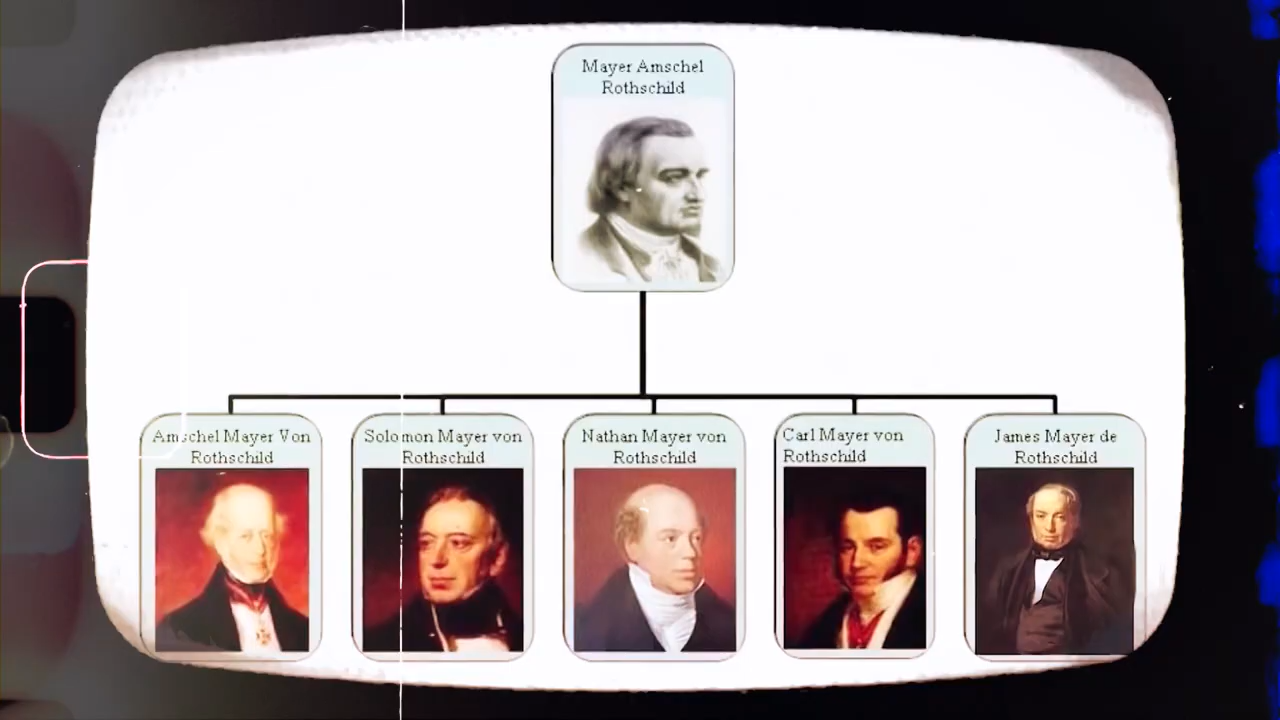 Mayer Amschel
Rothschild
Amschel Mayer Von
Rothschild
Solomon Mayer von
Rothschild
Nathan Mayer von
Rothschild
Carl Mayer von
Rothschild
James Mayer de
Rothschild